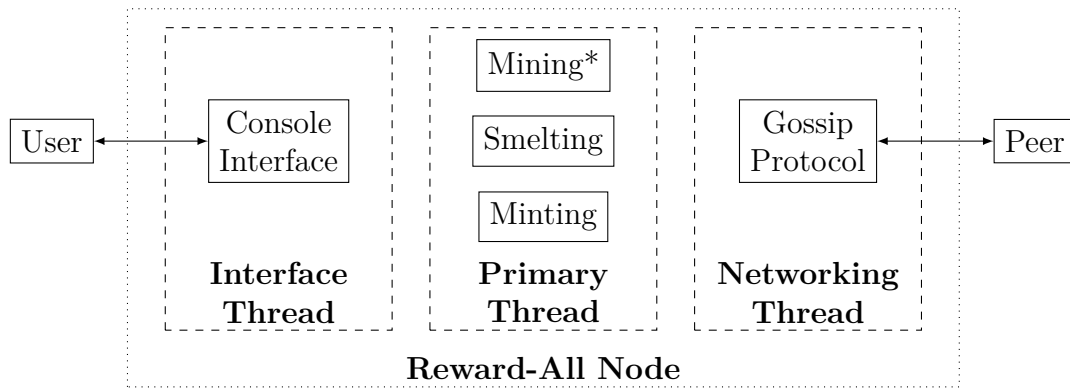 User
Console
Interface
Interface
Thread
Mining*
Smelting
Minting
Primary
Thread
Gossip
Protocol
Networking
Thread
Peer
Reward-All Node